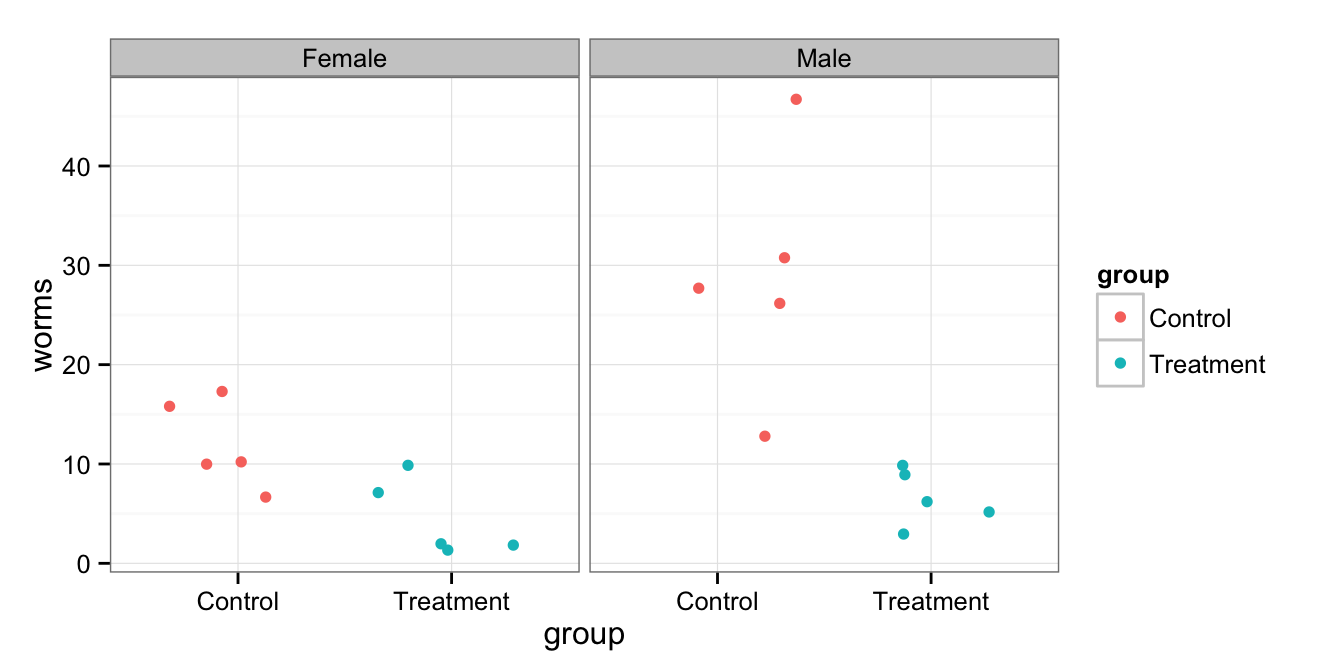 Female
Male
40
30
20
10
0
worms
Control
Treatment
Control
Treatment
group
group
Control
Treatment